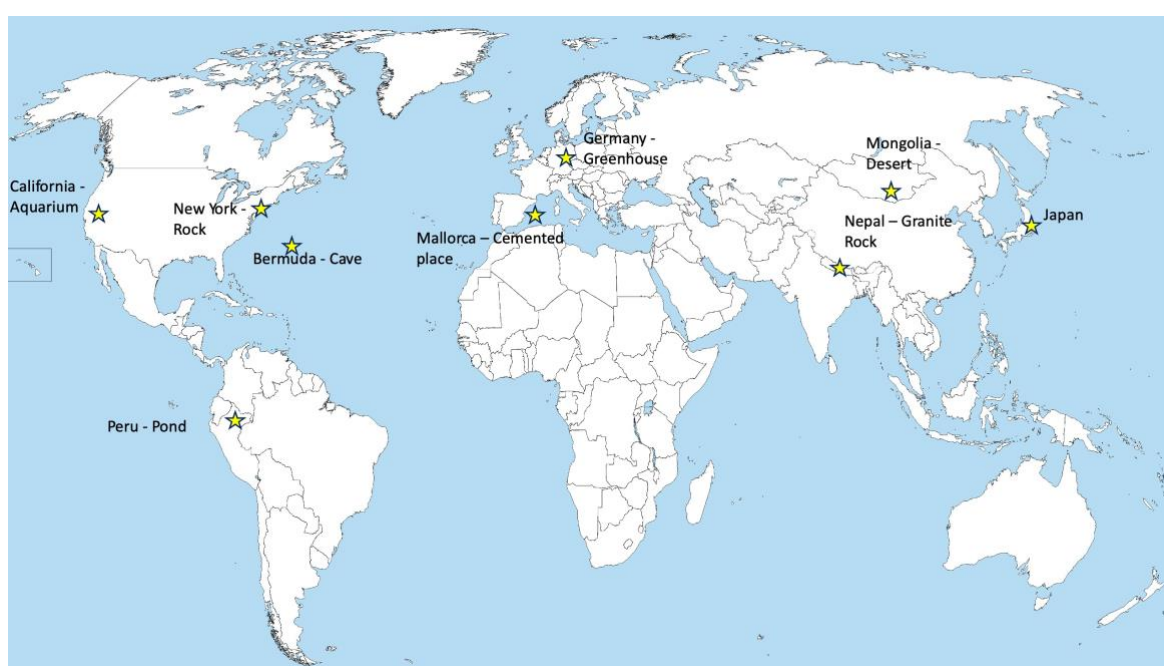 Germany -
Greenhouse
Mongolia -
Desert
California -
Aquarium
New York -
Rock
Nepal – Granite
Rock
Japan
Mallorca – Cemented
place
Bermuda - Cave
Peru - Pond